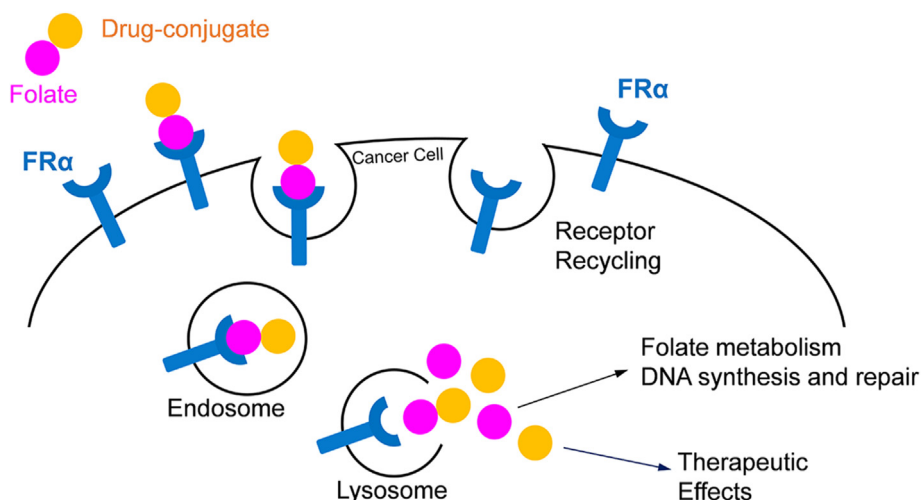 Drug-conjugate
Folate
FRα
FRα
Cancer Cell
Receptor
Recycling
Endosome
Folate metabolism
DNA synthesis and repair
Lysosome
Therapeutic
Effects